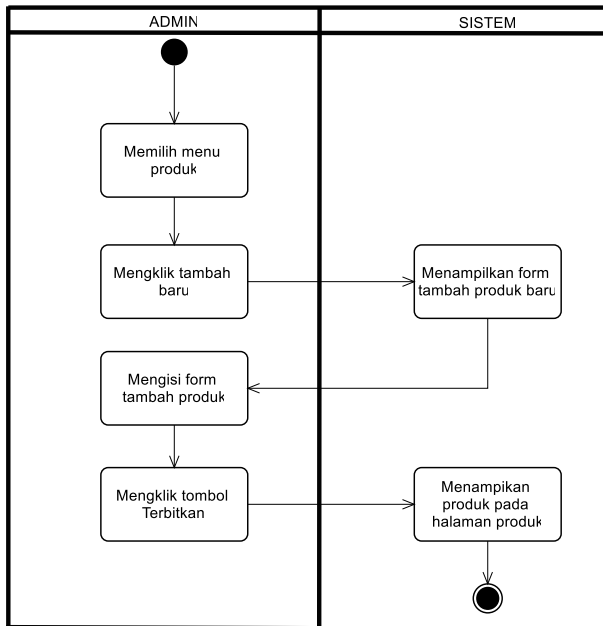 ADMIN
SISTEM
Memilih menu
produk
Mengklik tambah
baru
Menampilkan form
tambah produk baru
Mengisi form
tambah produk
Mengklik tombol
Terbitkan
Menampikan
produk pada
halaman produk